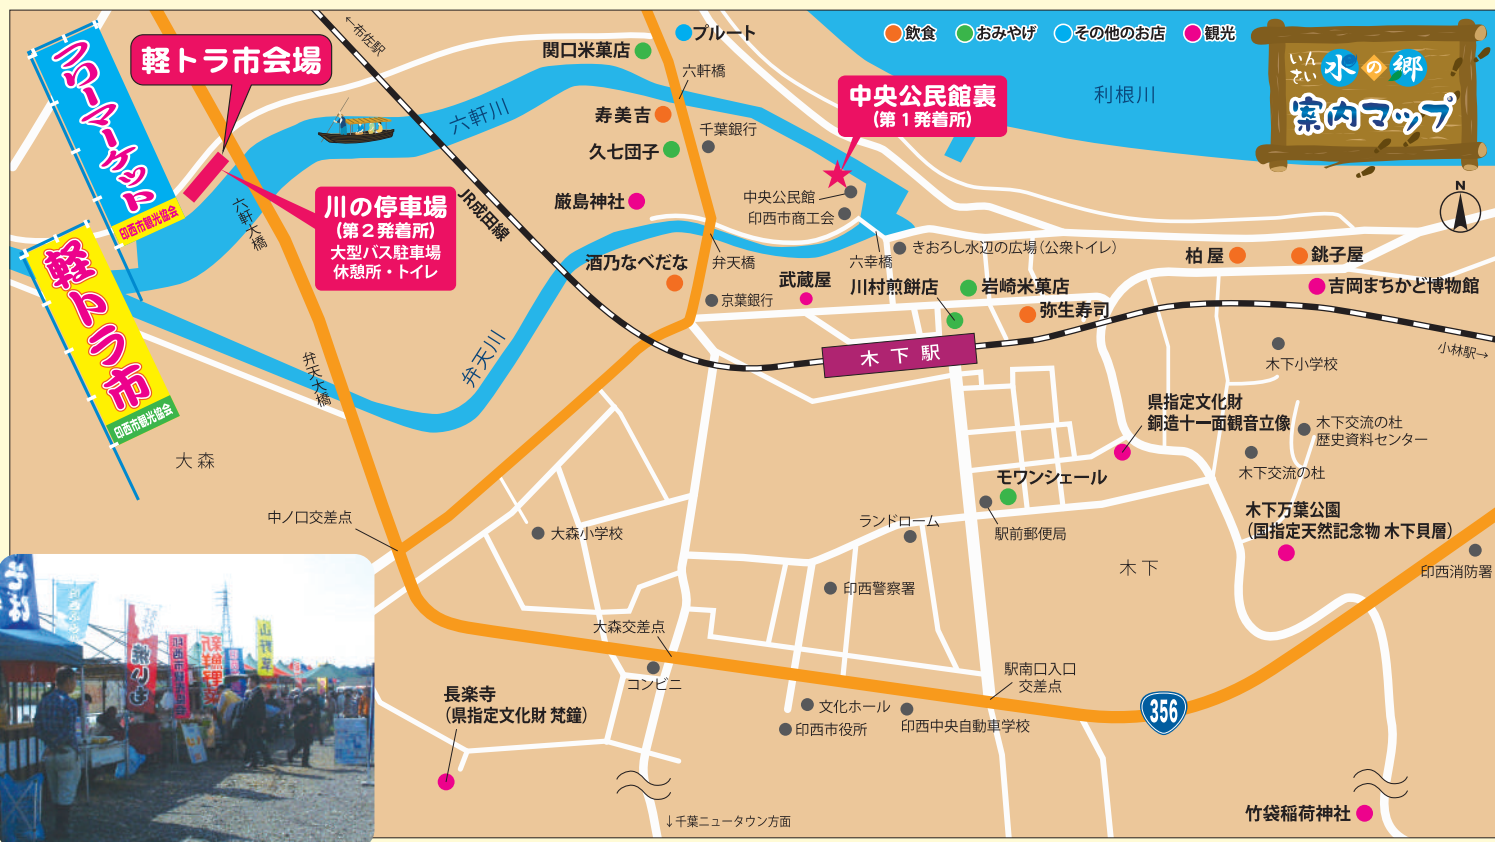 フリーマーケット
印西市観光協会
軽トラ市
印西市観光協会
軽トラ市会場
川の停車場
(第2発着所)
大型バス駐車場
休憩所・トイレ
中央公民館裏
(第1発着所)
飲食
おみやげ
その他のお店
観光
いんざい
水の郷
案内マップ
N
←布佐駅
関口米菓店
プルート
六軒橋
六軒川
利根川
寿美吉
千葉銀行
久七団子
厳島神社
中央公民館
印西市商工会
JR成田線
六軒大橋
酒乃なべだな
弁天橋
六幸橋
きおろし水辺の広場(公衆トイレ)
京葉銀行
武蔵屋
川村煎餅店
岩崎米菓店
弥生寿司
柏屋
銚子屋
吉岡まちかど博物館
木下駅
小林駅→
木下小学校
弁天川
弁天大橋
県指定文化財
銅造十一面観音立像
木下交流の杜
歴史資料センター
木下交流の杜
大森
モワンシェール
駅前郵便局
木下万葉公園
(国指定天然記念物 木下貝層)
中ノ口交差点
大森小学校
ランドローム
木下
印西消防署
印西警察署
大森交差点
コンビニ
駅南口入口
交差点
356
長楽寺
(県指定文化財 梵鐘)
文化ホール
印西市役所
印西中央自動車学校
↓千葉ニュータウン方面
竹袋稲荷神社
そば
焼いも
新鮮野菜
山野草